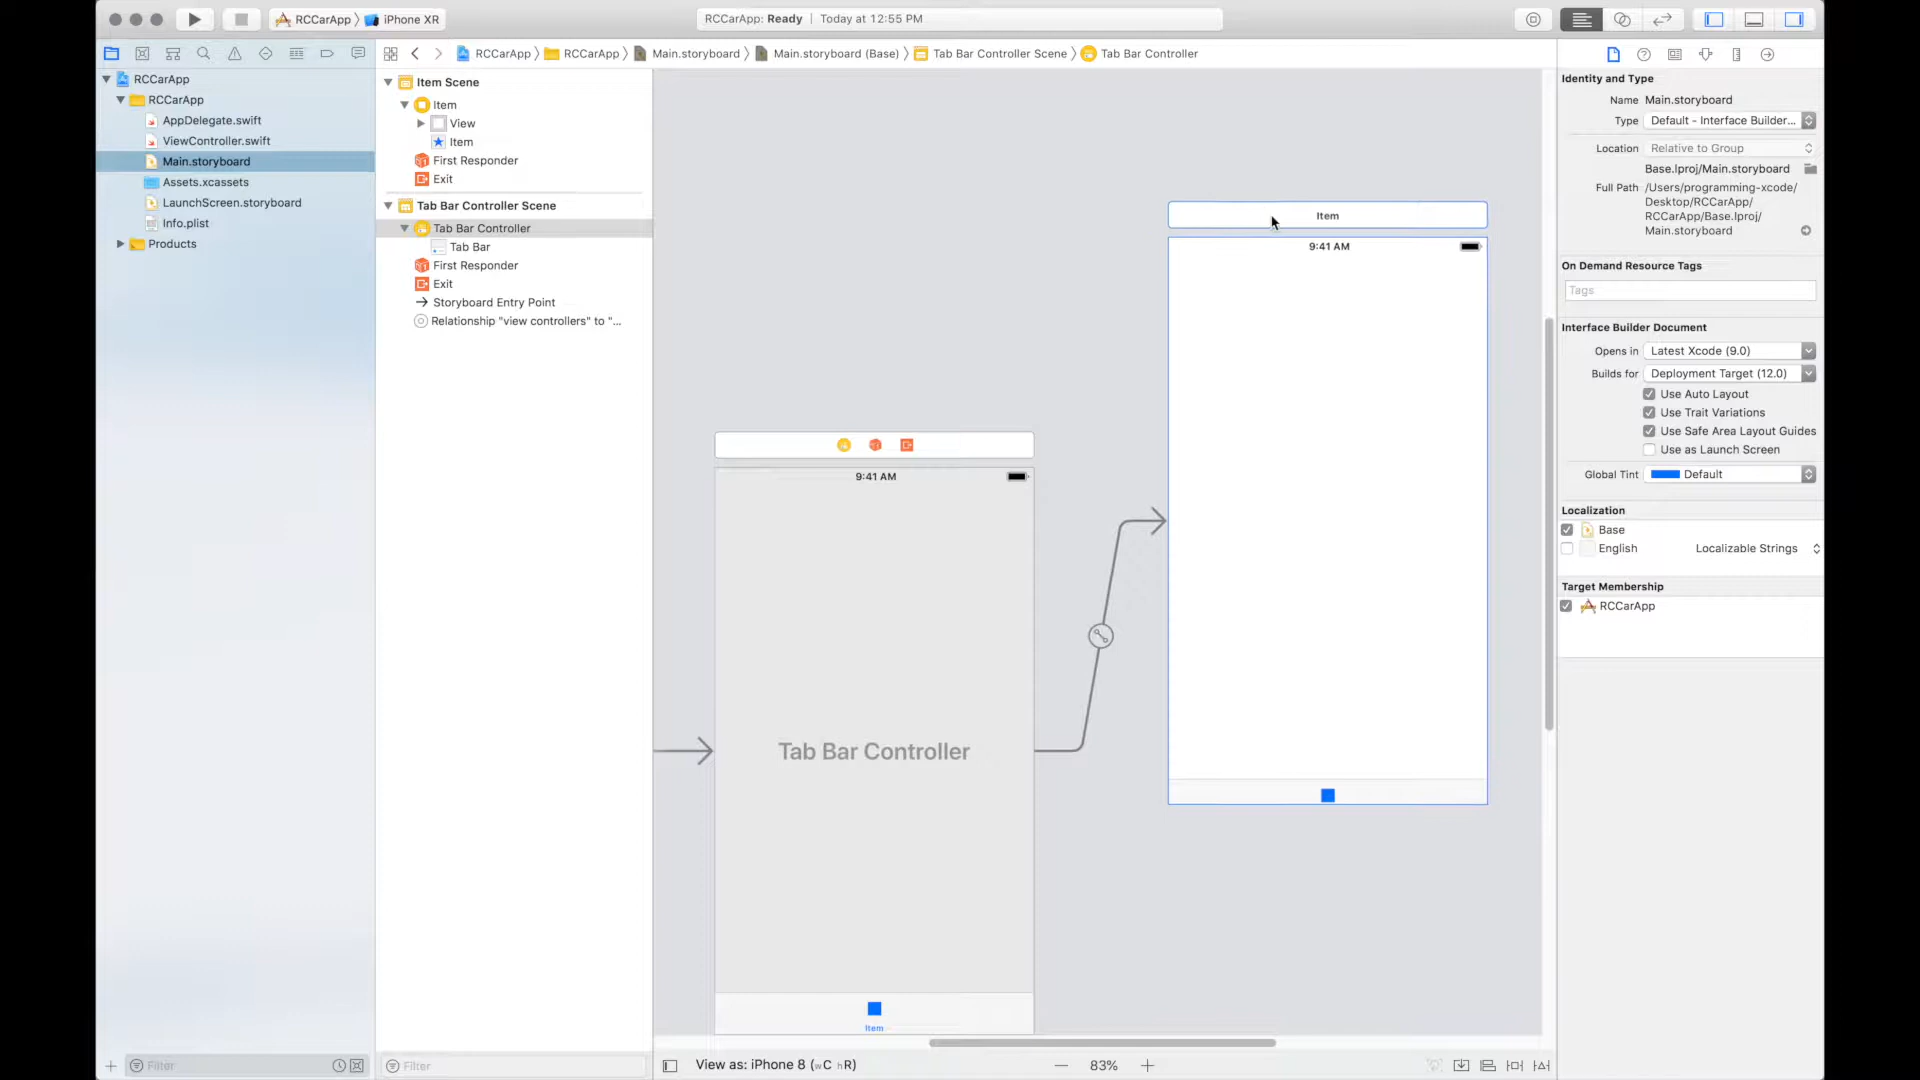 RCCarApp 〉 iPhone XR
RCCarApp: Ready | Today at 12:55 PM
RCCarApp 〉 RCCarApp 〉 Main.storyboard 〉 Main.storyboard (Base) 〉 Tab Bar Controller Scene 〉 Tab Bar Controller
RCCarApp
RCCarApp
AppDelegate.swift
ViewController.swift
Main.storyboard
Assets.xcassets
LaunchScreen.storyboard
Info.plist
Products
Filter
Item Scene
Item
View
Item
First Responder
Exit
Tab Bar Controller Scene
Tab Bar Controller
Tab Bar
First Responder
Exit
Storyboard Entry Point
Relationship "view controllers" to "...
Filter
9:41 AM
Tab Bar Controller
Item
Item
9:41 AM
View as: iPhone 8 (wC hR)
83%
Identity and Type
Name Main.storyboard
Type Default - Interface Builder...
Location Relative to Group
Base.lproj/Main.storyboard
Full Path /Users/programming-xcode/
Desktop/RCCarApp/
RCCarApp/Base.lproj/
Main.storyboard
On Demand Resource Tags
Tags
Interface Builder Document
Opens in Latest Xcode (9.0)
Builds for Deployment Target (12.0)
Use Auto Layout
Use Trait Variations
Use Safe Area Layout Guides
Use as Launch Screen
Global Tint Default
Localization
Base
English Localizable Strings
Target Membership
RCCarApp